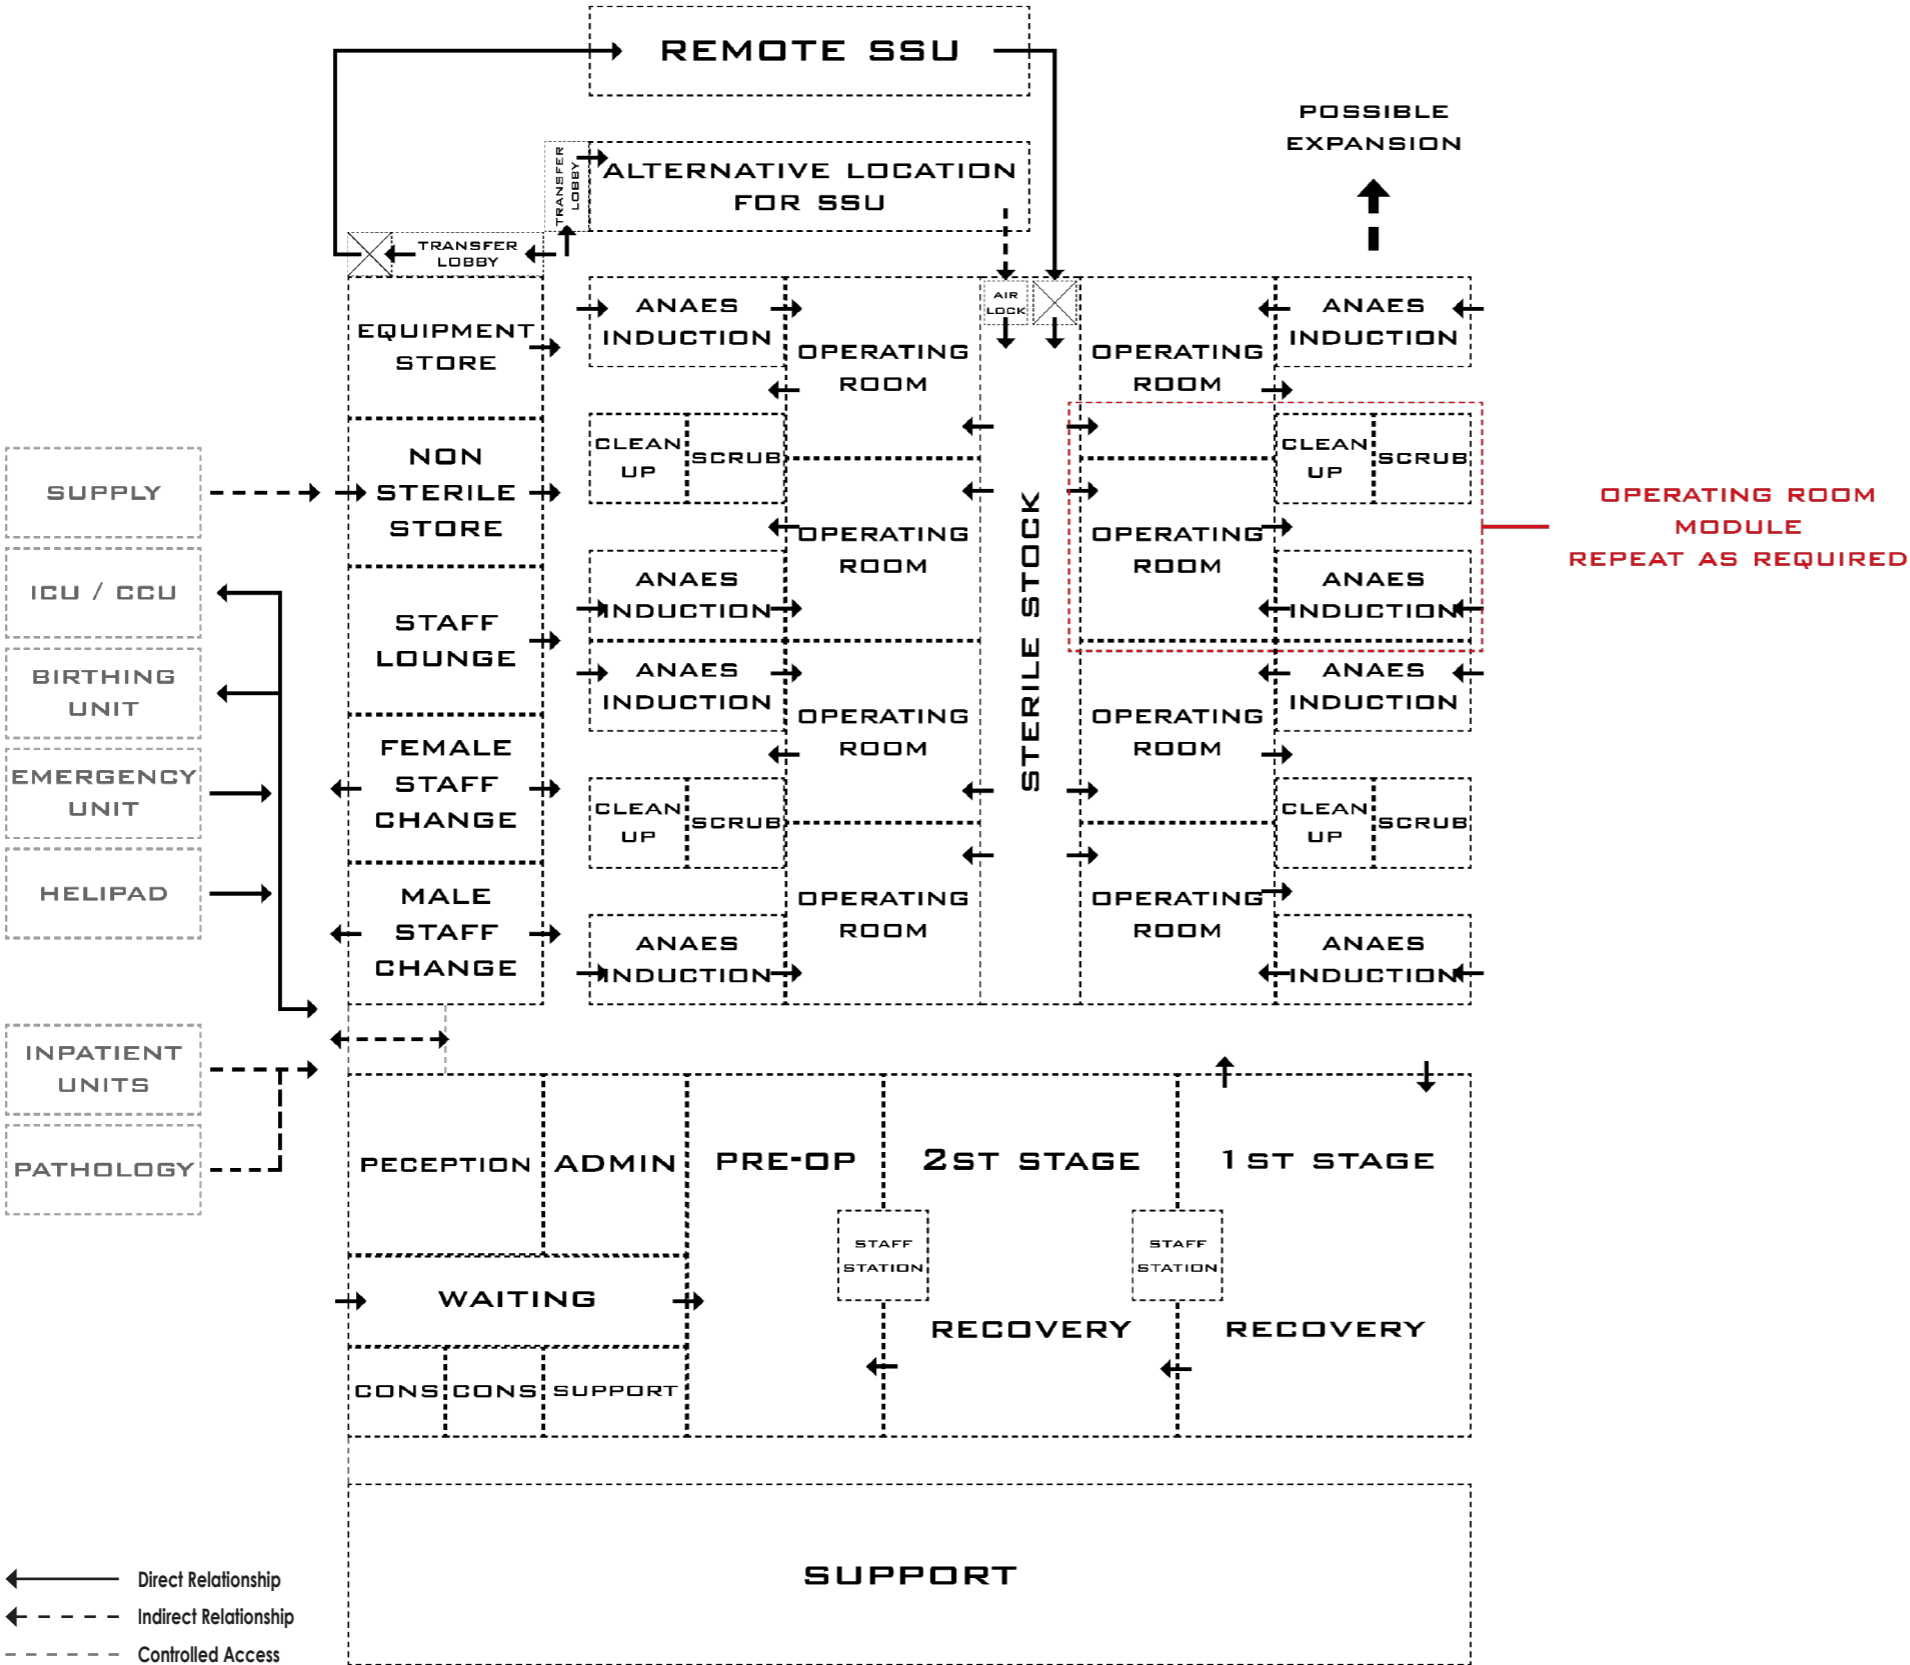 REMOTE SSU
POSSIBLE
EXPANSION
TRANSFER
LOBBY
ALTERNATIVE LOCATION
FOR SSU
TRANSFER
LOBBY
EQUIPMENT
STORE
ANAES
INDUCTION
OPERATING
ROOM
AIR
LOCK
OPERATING
ROOM
ANAES
INDUCTION
SUPPLY
NON
STERILE
STORE
CLEAN
UP
SCRUB
OPERATING
ROOM
STERILE STOCK
OPERATING
ROOM
CLEAN
UP
SCRUB
OPERATING ROOM
MODULE
REPEAT AS REQUIRED
ICU / CCU
STAFF
LOUNGE
ANAES
INDUCTION
ANAES
INDUCTION
BIRTHING
UNIT
ANAES
INDUCTION
OPERATING
ROOM
OPERATING
ROOM
ANAES
INDUCTION
EMERGENCY
UNIT
FEMALE
STAFF
CHANGE
CLEAN
UP
SCRUB
CLEAN
UP
SCRUB
HELIPAD
MALE
STAFF
CHANGE
ANAES
INDUCTION
OPERATING
ROOM
OPERATING
ROOM
ANAES
INDUCTION
INPATIENT
UNITS
PATHOLOGY
PECEPTION
ADMIN
PRE-OP
2ST STAGE
1ST STAGE
STAFF
STATION
STAFF
STATION
WAITING
RECOVERY
RECOVERY
CONS
CONS
SUPPORT
SUPPORT
Direct Relationship
Indirect Relationship
Controlled Access